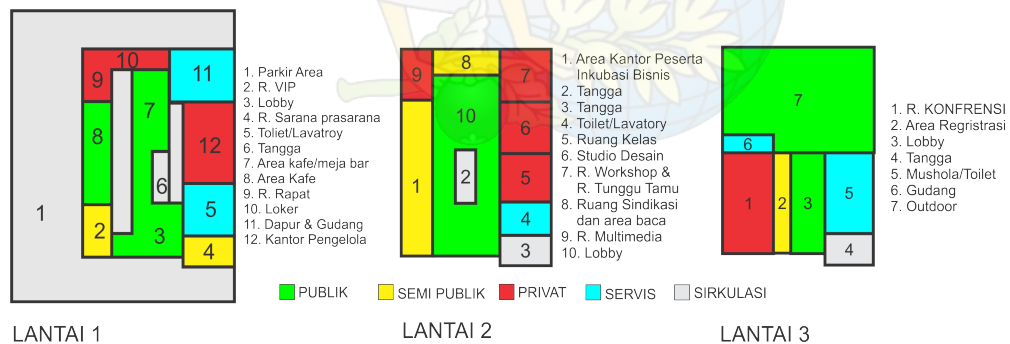 10
9
11
7
8
12
6
1
5
2
3
4
1. Parkir Area
2. R. VIP
3. Lobby
4. R. Sarana prasarana
5. Toliet/Lavatroy
6. Tangga
7. Area kafe/meja bar
8. Area Kafe
9. R. Rapat
10. Loker
11. Dapur & Gudang
12. Kantor Pengelola
8
9
7
10
6
1
2
5
4
3
1. Area Kantor Peserta
Inkubasi Bisnis
2. Tangga
3. Tangga
4. Toilet/Lavatory
5. Ruang Kelas
6. Studio Desain
7. R. Workshop &
R. Tunggu Tamu
8. Ruang Sindikasi
dan area baca
9. R. Multimedia
10. Lobby
7
6
1
2
3
5
4
1. R. KONFRENSI
2. Area Regristrasi
3. Lobby
4. Tangga
5. Mushola/Toilet
6. Gudang
7. Outdoor
PUBLIK
SEMI PUBLIK
PRIVAT
SERVIS
SIRKULASI
LANTAI 1
LANTAI 2
LANTAI 3